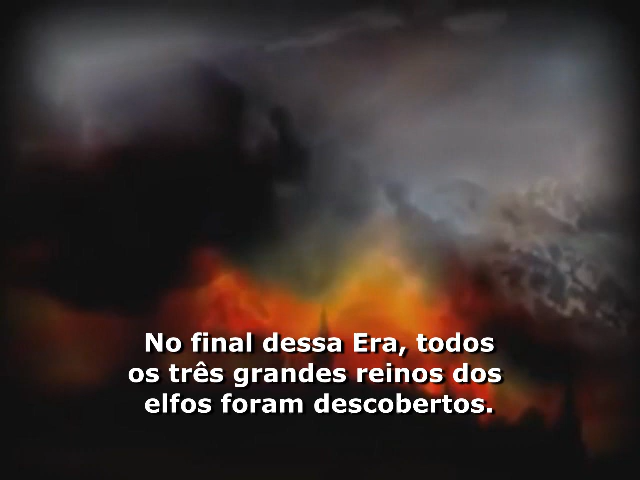 No final dessa Era, todos
os três grandes reinos dos
elfos foram descobertos.